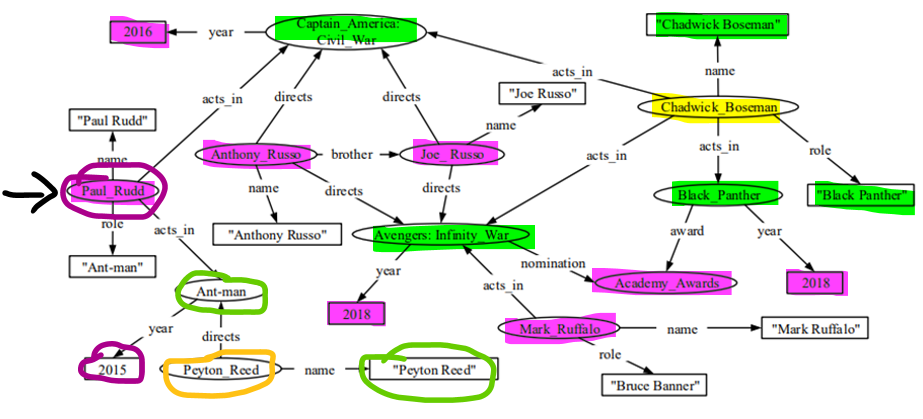 "Chadwick Boseman"
2016
year
Captain_America:
Civil_War
acts_in
name
"Joe Russo"
acts_in
directs
directs
Chadwick_Boseman
"Paul Rudd"
name
name
Anthony_Russo
brother
Joe_ Russo
acts_in
acts_in
role
Paul_Rudd
name
directs
directs
Black_Panther
"Black Panther"
role
acts_in
"Anthony Russo"
Avengers: Infinity_War
award
year
"Ant-man"
year
nomination
acts_in
Academy_Awards
2018
Ant-man
2018
year
directs
Mark_Ruffalo
name
"Mark Ruffalo"
2015
Peyton_Reed
name
"Peyton Reed"
role
"Bruce Banner"